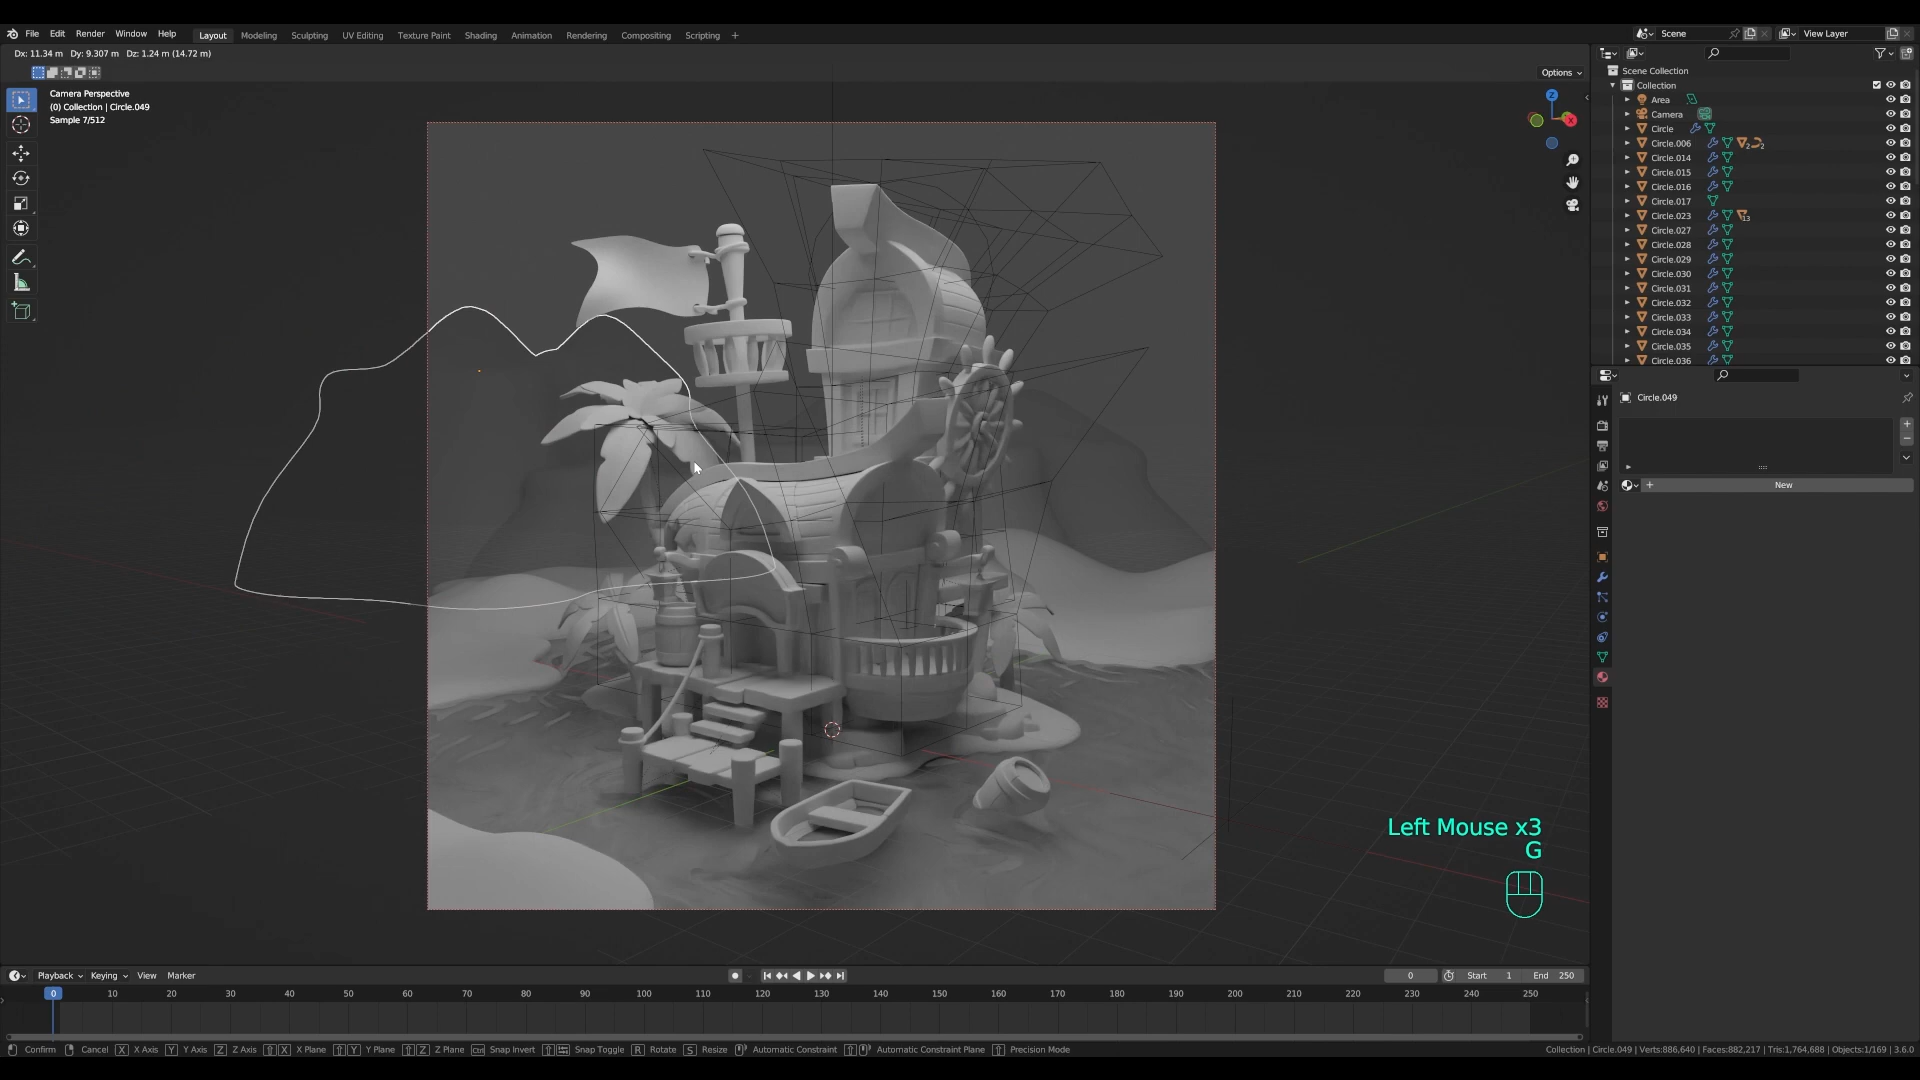 File Edit Render Window Help Layout Modeling Sculpting UV Editing Texture Paint Shading Animation Rendering Compositing Scripting + Scene View Layer
Dx: 11.34 m Dy: 9.307 m Dz: 1.24 m (14.72 m)
Options
Camera Perspective
(0) Collection | Circle.049
Sample 7/512
Z
X
Scene Collection
Collection
Area
Camera
Circle
Circle.006 2 2
Circle.014
Circle.015
Circle.016
Circle.017
Circle.023 13
Circle.027
Circle.028
Circle.029
Circle.030
Circle.031
Circle.032
Circle.033
Circle.034
Circle.035
Circle.036
Circle.049
+ New
Left Mouse x3
G
Playback Keying View Marker 0 Start 1 End 250
0 10 20 30 40 50 60 70 80 90 100 110 120 130 140 150 160 170 180 190 200 210 220 230 240 250
Confirm Cancel X X Axis Y Y Axis Z Z Axis X X Plane Y Y Plane Z Z Plane Ctrl Snap Invert Snap Toggle R Rotate S Resize Automatic Constraint Automatic Constraint Plane Precision Mode Collection | Circle.049 | Verts:886,640 | Faces:882,217 | Tris:1,764,688 | Objects:1/169 | 3.6.0